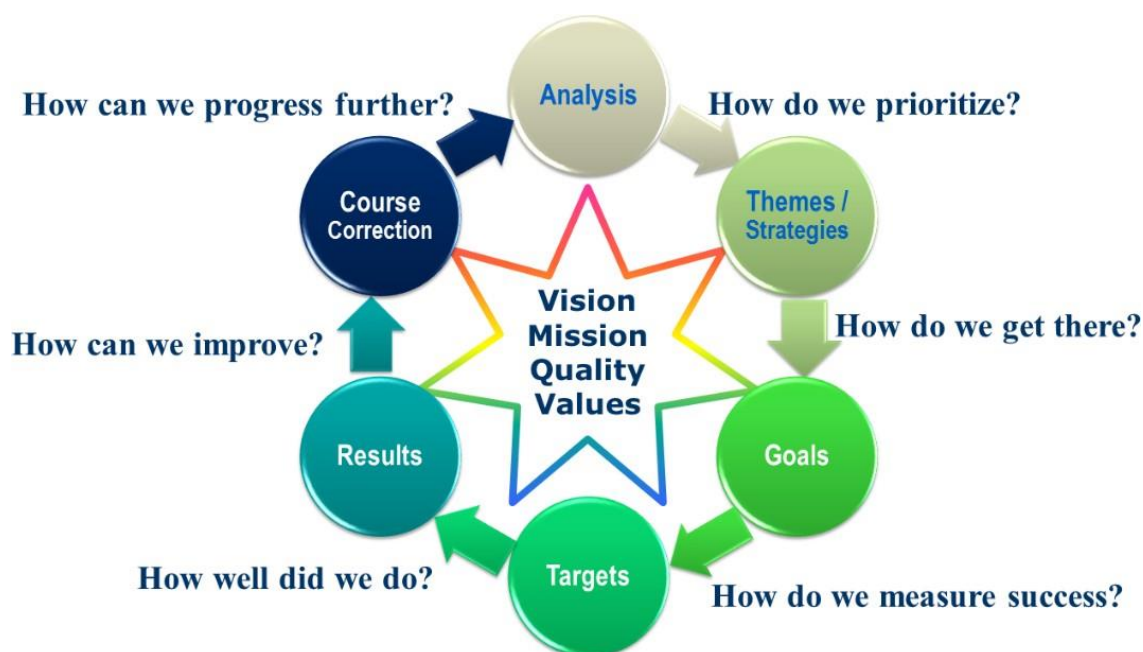 Analysis
How do we prioritize?
Themes /
Strategies
How do we get there?
Goals
How do we measure success?
Targets
How well did we do?
Results
How can we improve?
Course
Correction
How can we progress further?
Vision
Mission
Quality
Values